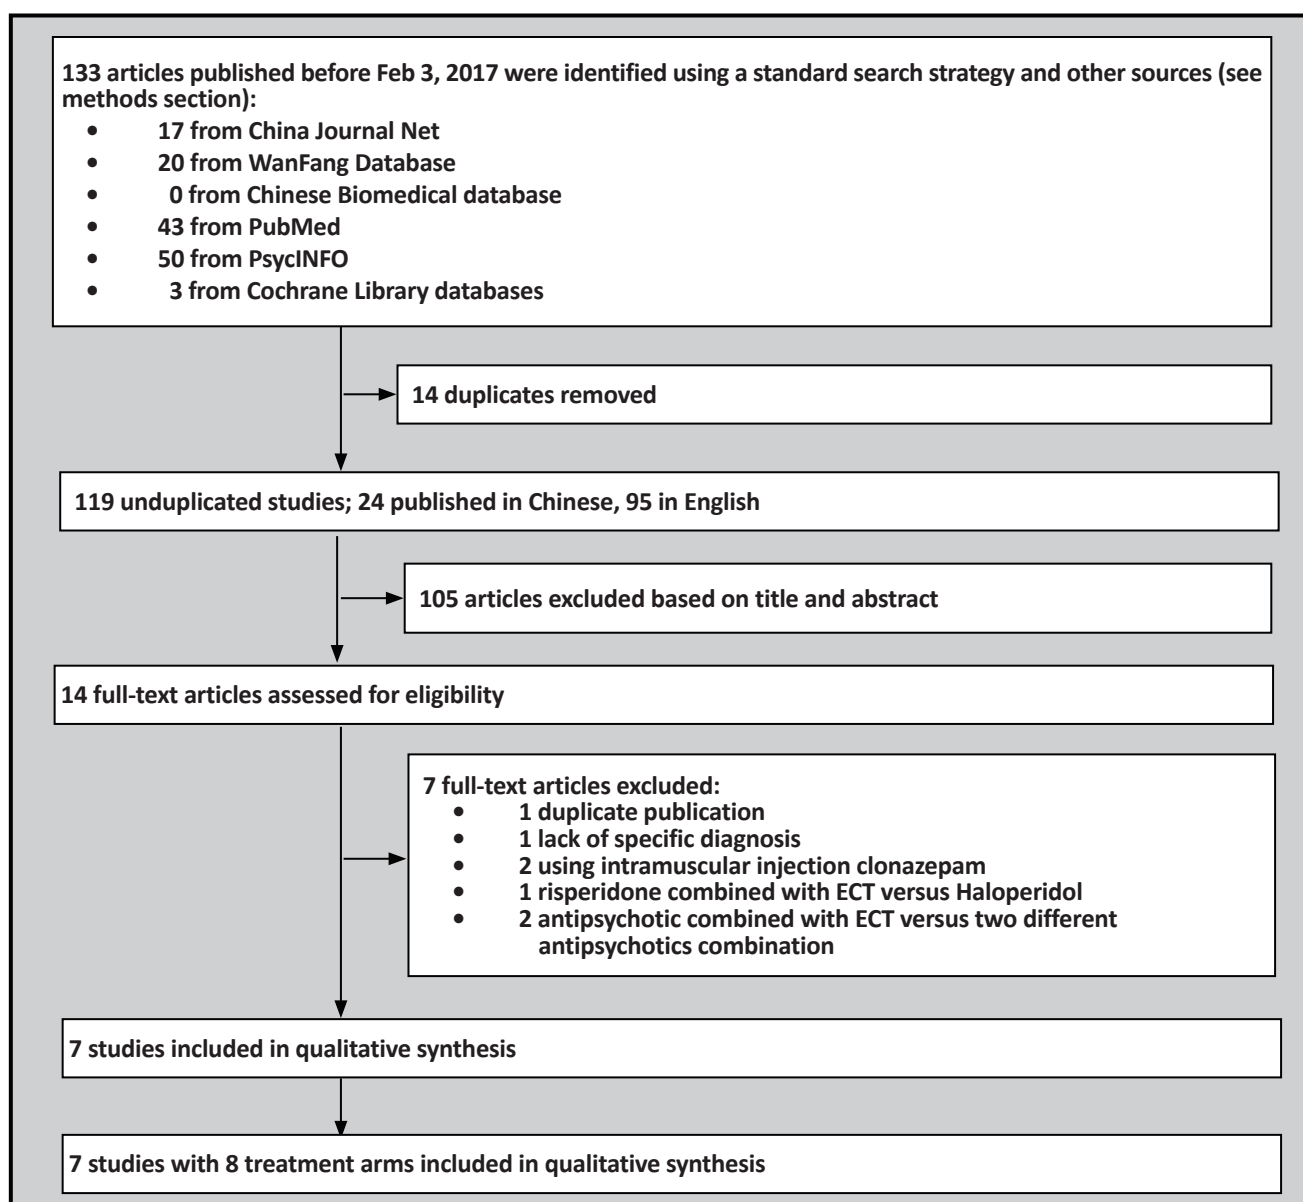 133 articles published before Feb 3, 2017 were identified using a standard search strategy and other sources (see
methods section):
• 17 from China Journal Net
• 20 from WanFang Database
• 0 from Chinese Biomedical database
• 43 from PubMed
• 50 from PsycINFO
• 3 from Cochrane Library databases
14 duplicates removed
119 unduplicated studies; 24 published in Chinese, 95 in English
105 articles excluded based on title and abstract
14 full-text articles assessed for eligibility
7 full-text articles excluded:
• 1 duplicate publication
• 1 lack of specific diagnosis
• 2 using intramuscular injection clonazepam
• 1 risperidone combined with ECT versus Haloperidol
• 2 antipsychotic combined with ECT versus two different
antipsychotics combination
7 studies included in qualitative synthesis
7 studies with 8 treatment arms included in qualitative synthesis